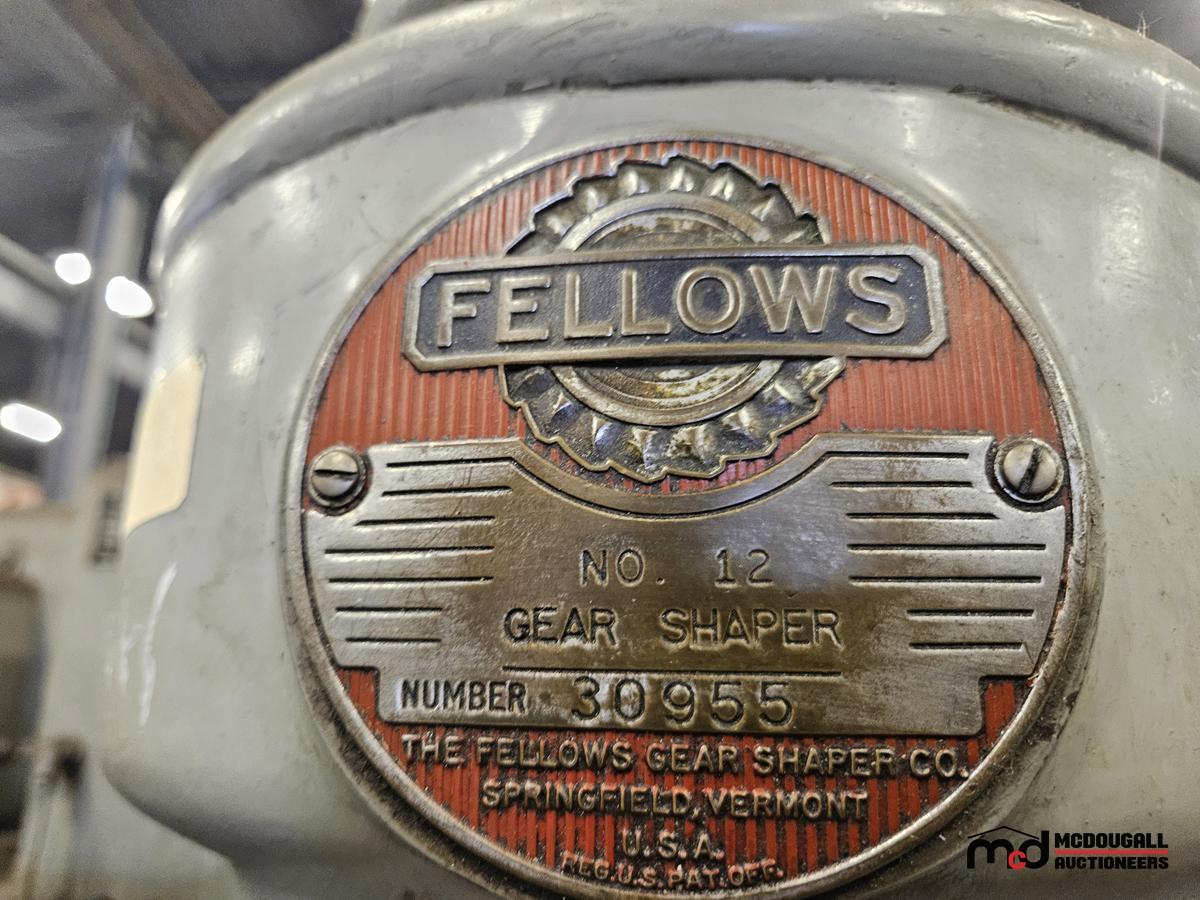 FELLOWS
NO. 12
GEAR SHAPER
NUMBER 30955
THE FELLOWS GEAR SHAPER CO.
SPRINGFIELD, VERMONT
U.S.A.
REG. U.S. PAT. OFF.
mcd MCDOUGALL
AUCTIONEERS